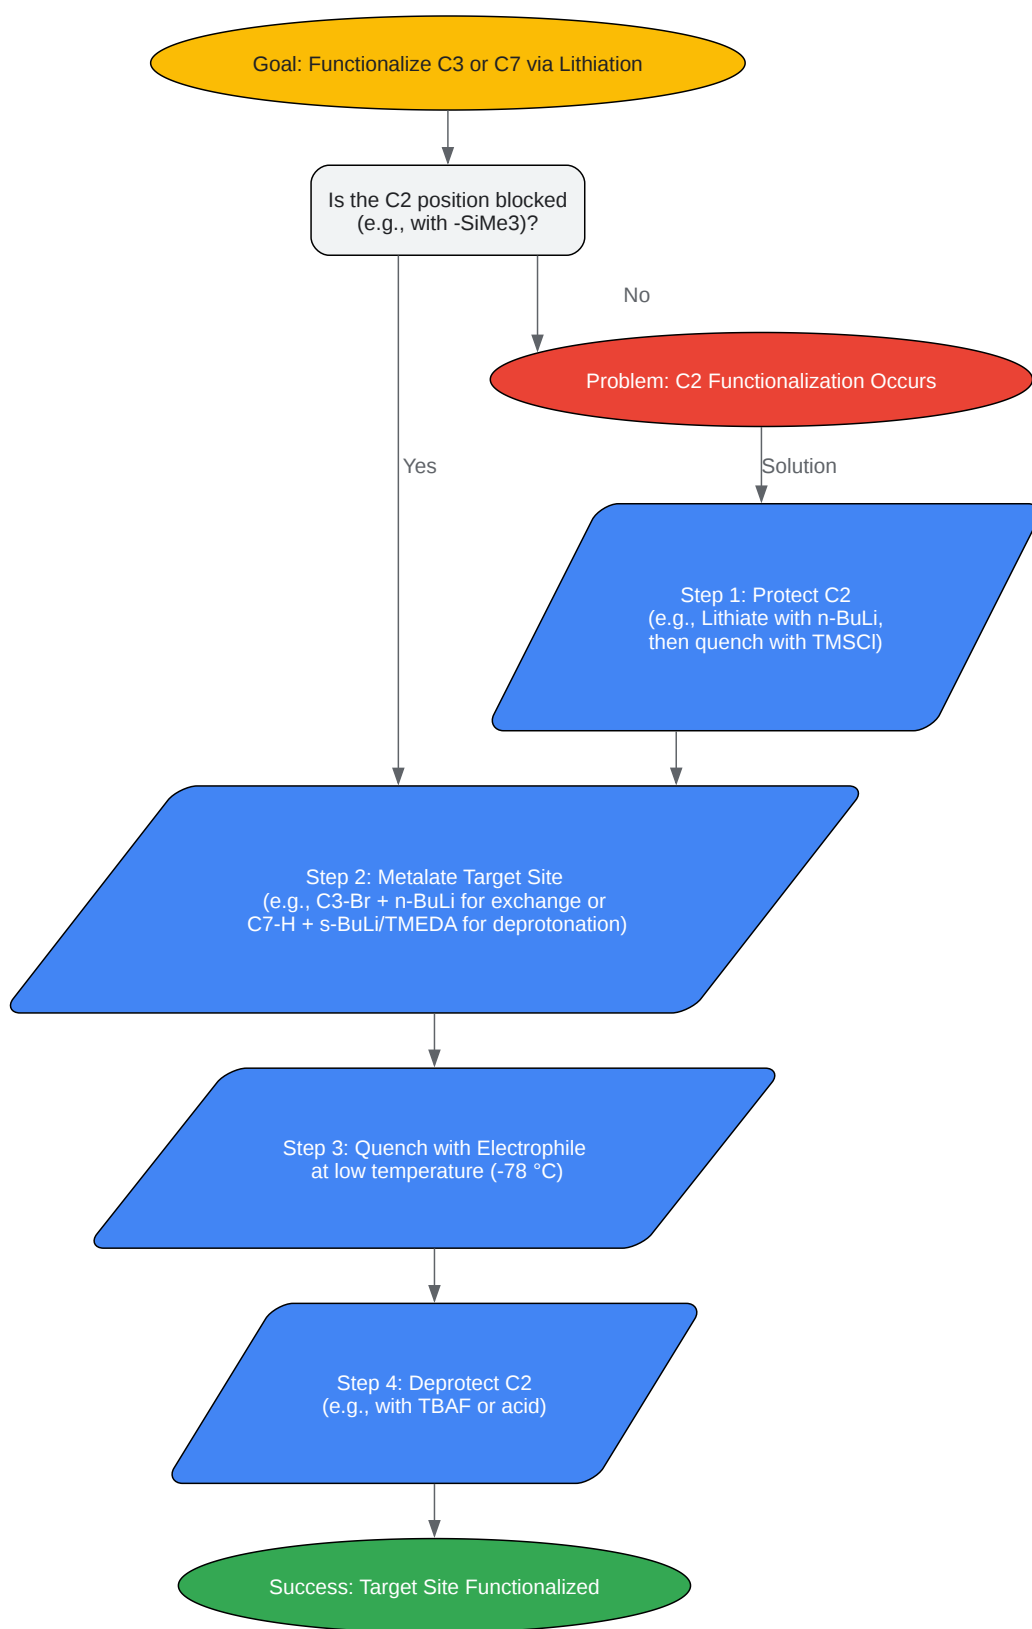 Goal: Functionalize C3 or C7 via Lithiation
Is the C2 position blocked
(e.g., with -SiMe3)?
No
Problem: C2 Functionalization Occurs
Yes
Solution
Step 1: Protect C2
(e.g., Lithiate with n-BuLi,
then quench with TMSCl)
Step 2: Metalate Target Site
(e.g., C3-Br + n-BuLi for exchange or
C7-H + s-BuLi/TMEDA for deprotonation)
Step 3: Quench with Electrophile
at low temperature (-78 °C)
Step 4: Deprotect C2
(e.g., with TBAF or acid)
Success: Target Site Functionalized